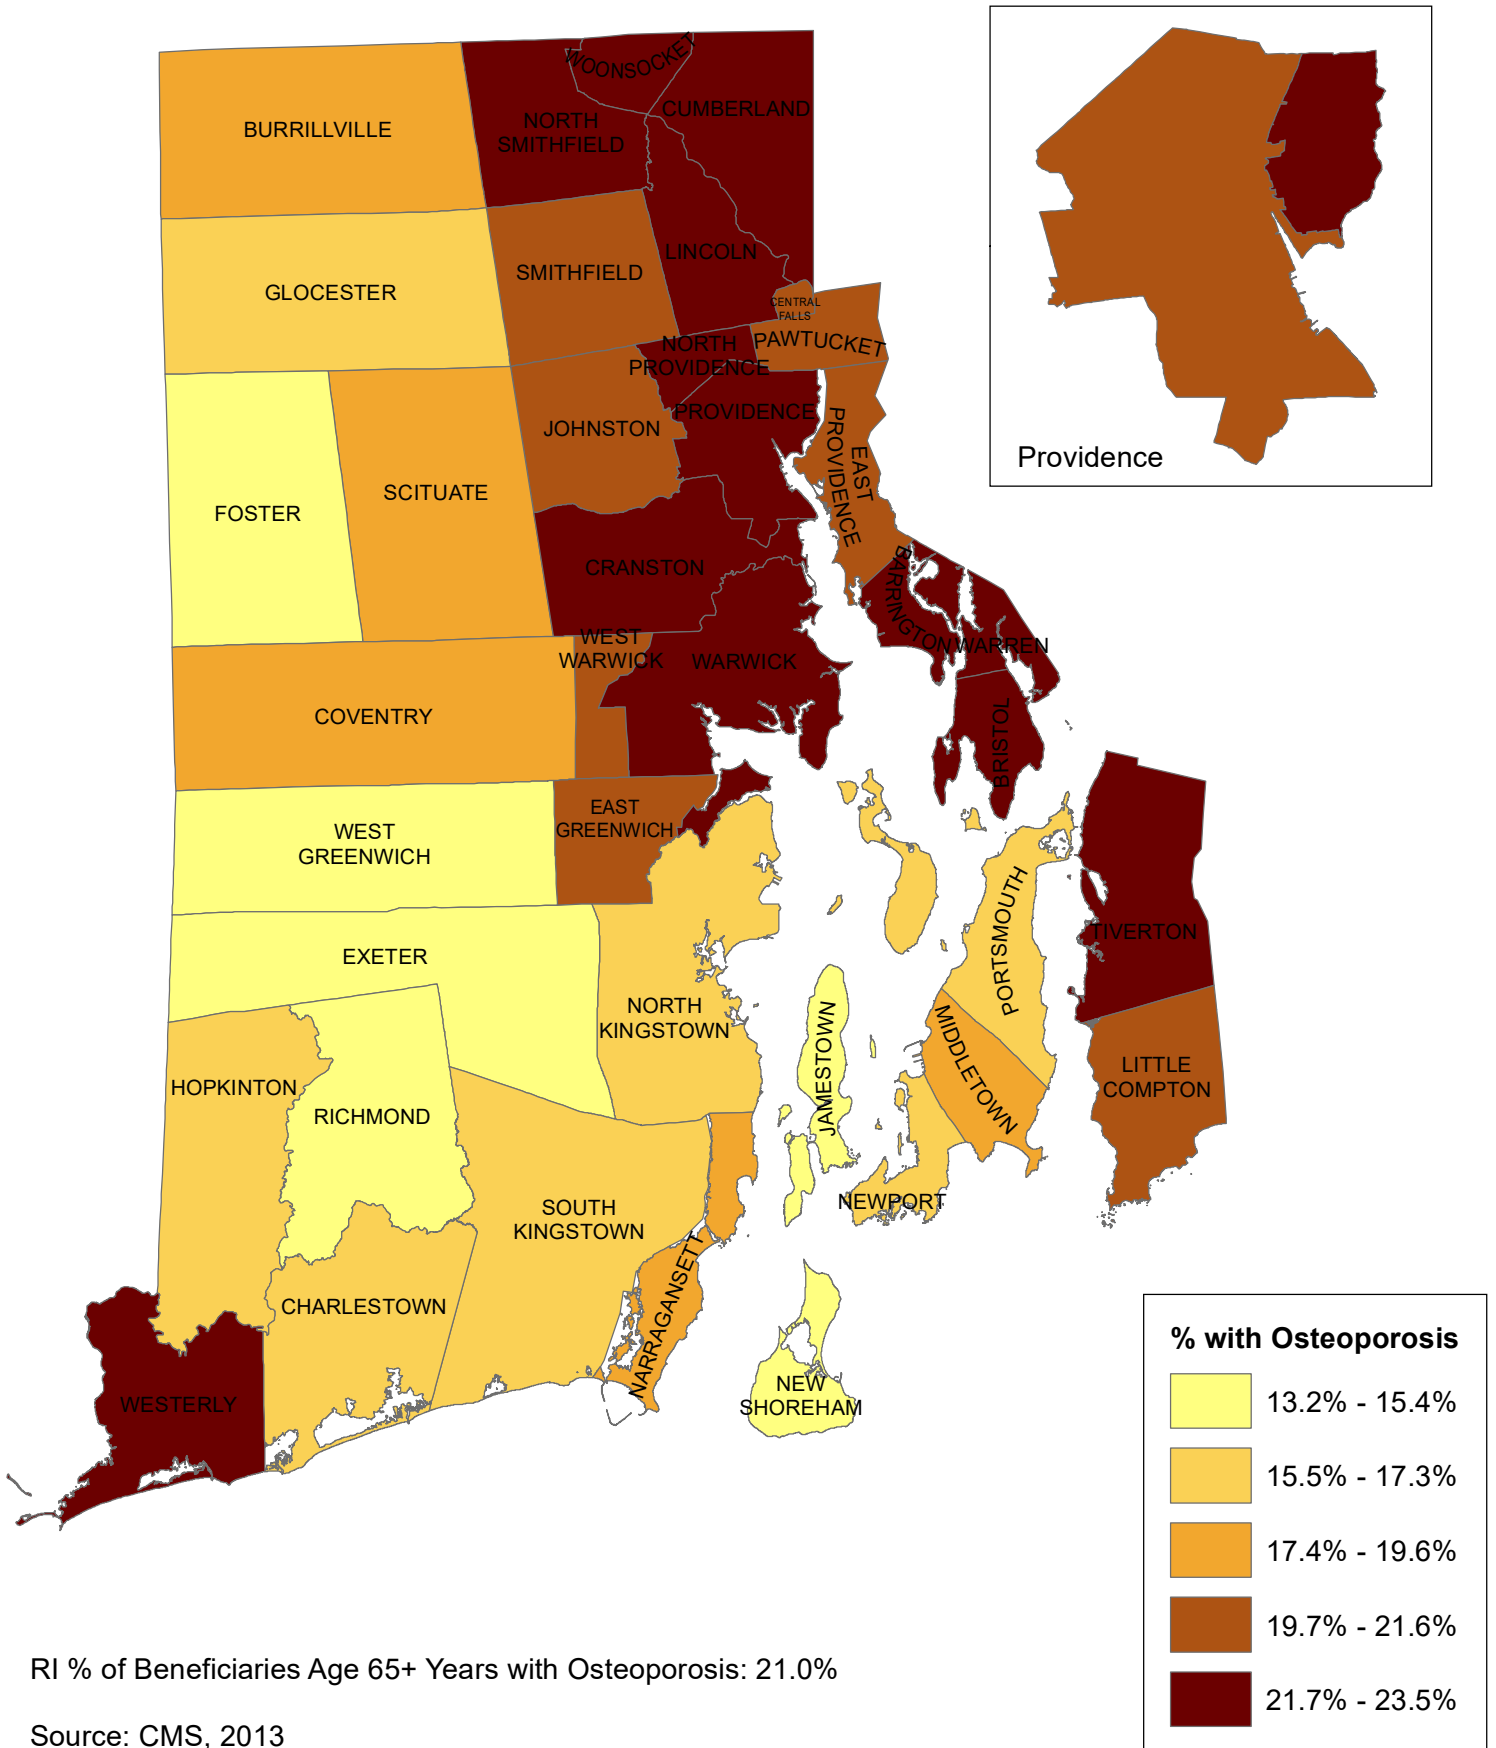 WOONSOCKET
CUMBERLAND
BURRILLVILLE
NORTH
SMITHFIELD
LINCOLN
SMITHFIELD
GLOCESTER
CENTRAL
FALLS
PAWTUCKET
NORTH
PROVIDENCE
PROVIDENCE
JOHNSTON
EAST
PROVIDENCE
Providence
SCITUATE
FOSTER
CRANSTON
BARRINGTON
WARREN
WEST
WARWICK
WARWICK
COVENTRY
BRISTOL
EAST
GREENWICH
WEST
GREENWICH
PORTSMOUTH
TIVERTON
EXETER
NORTH
KINGSTOWN
JAMESTOWN
MIDDLETOWN
LITTLE
COMPTON
HOPKINTON
RICHMOND
SOUTH
KINGSTOWN
NEWPORT
NARRAGANSETT
CHARLESTOWN
NEW
SHOREHAM
WESTERLY
% with Osteoporosis
13.2% - 15.4%
15.5% - 17.3%
17.4% - 19.6%
19.7% - 21.6%
21.7% - 23.5%
RI % of Beneficiaries Age 65+ Years with Osteoporosis: 21.0%
Source: CMS, 2013